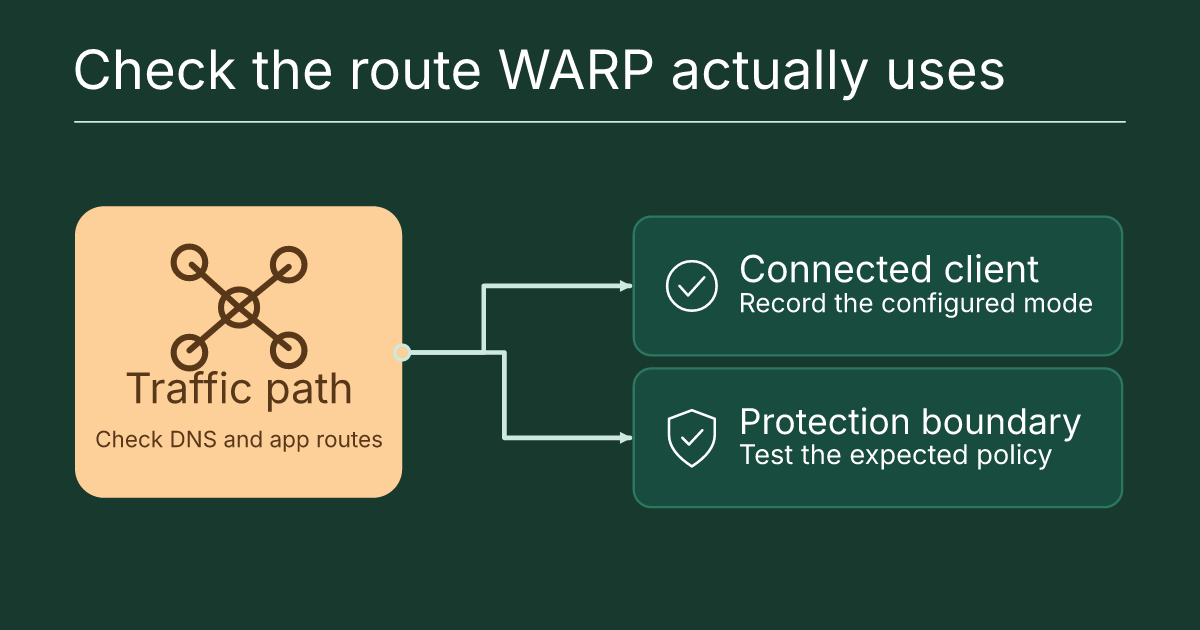 Check the route WARP actually uses
Traffic path
Check DNS and app routes
Connected client
Record the configured mode
Protection boundary
Test the expected policy